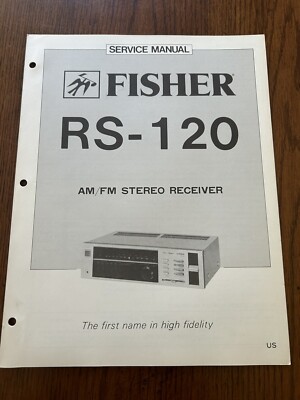 SERVICE MANUAL
FISHER
RS-120
AM/FM STEREO RECEIVER
The first name in high fidelity
US